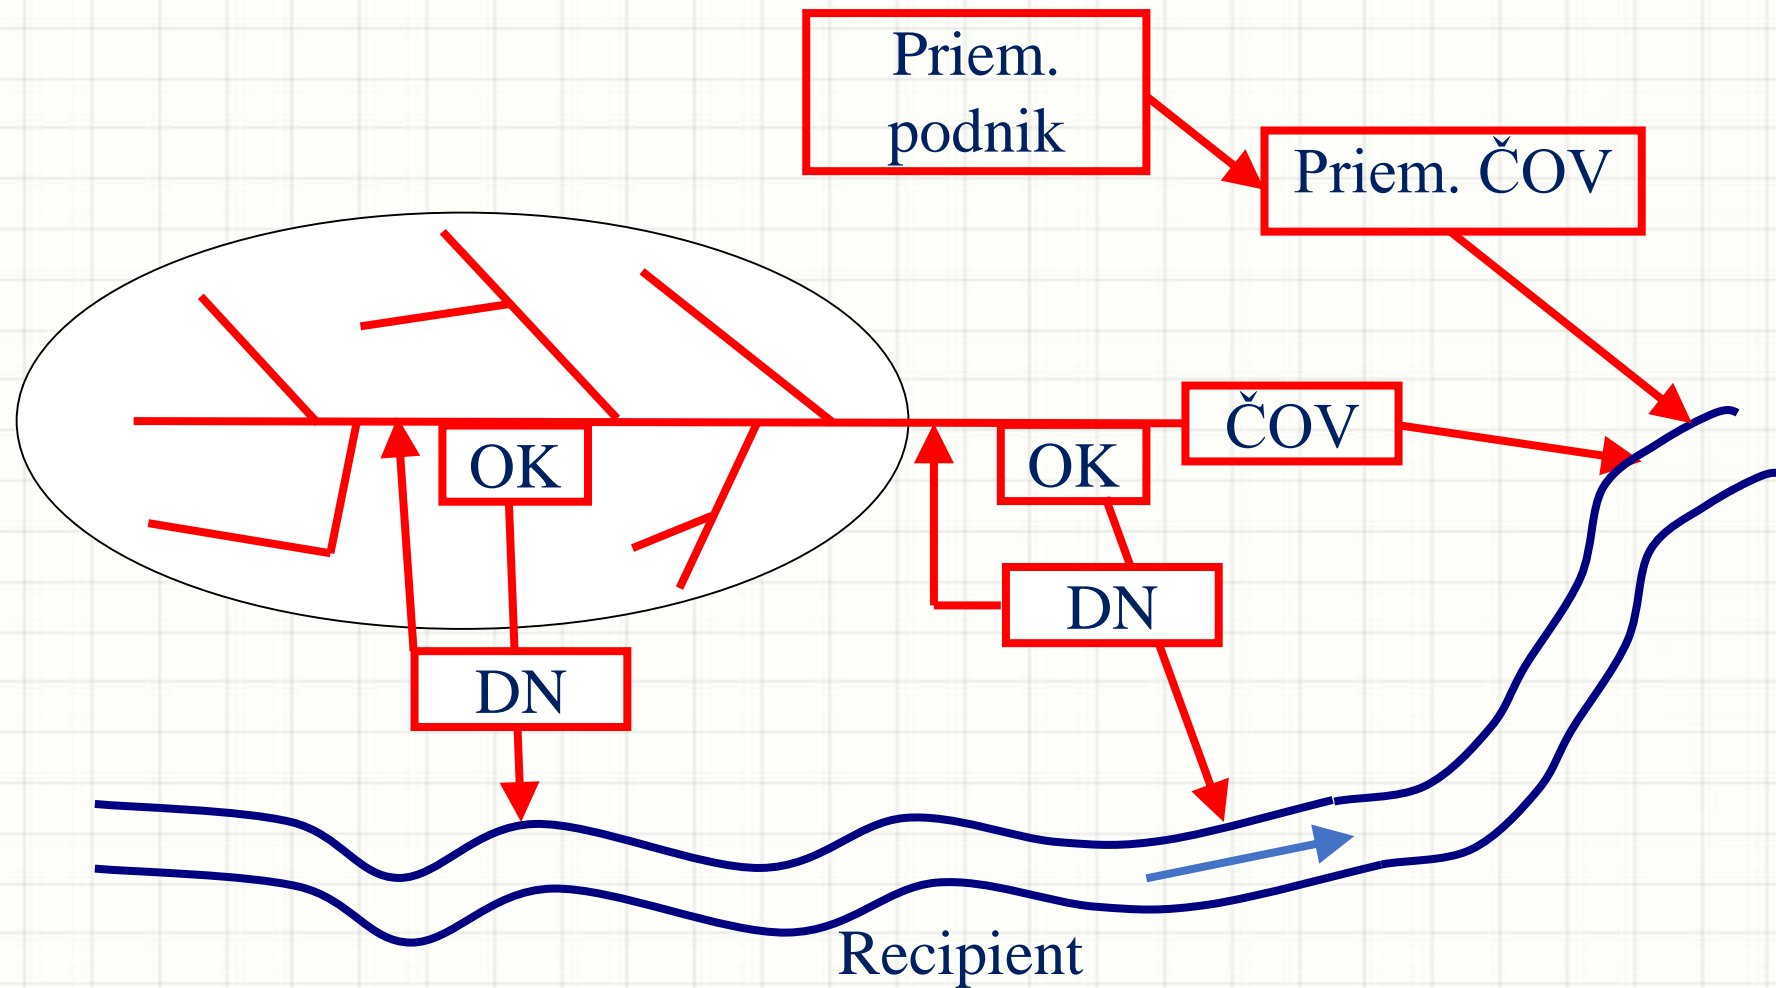 Priem.
podnik
Priem. ČOV
ČOV
OK
OK
DN
DN
Recipient